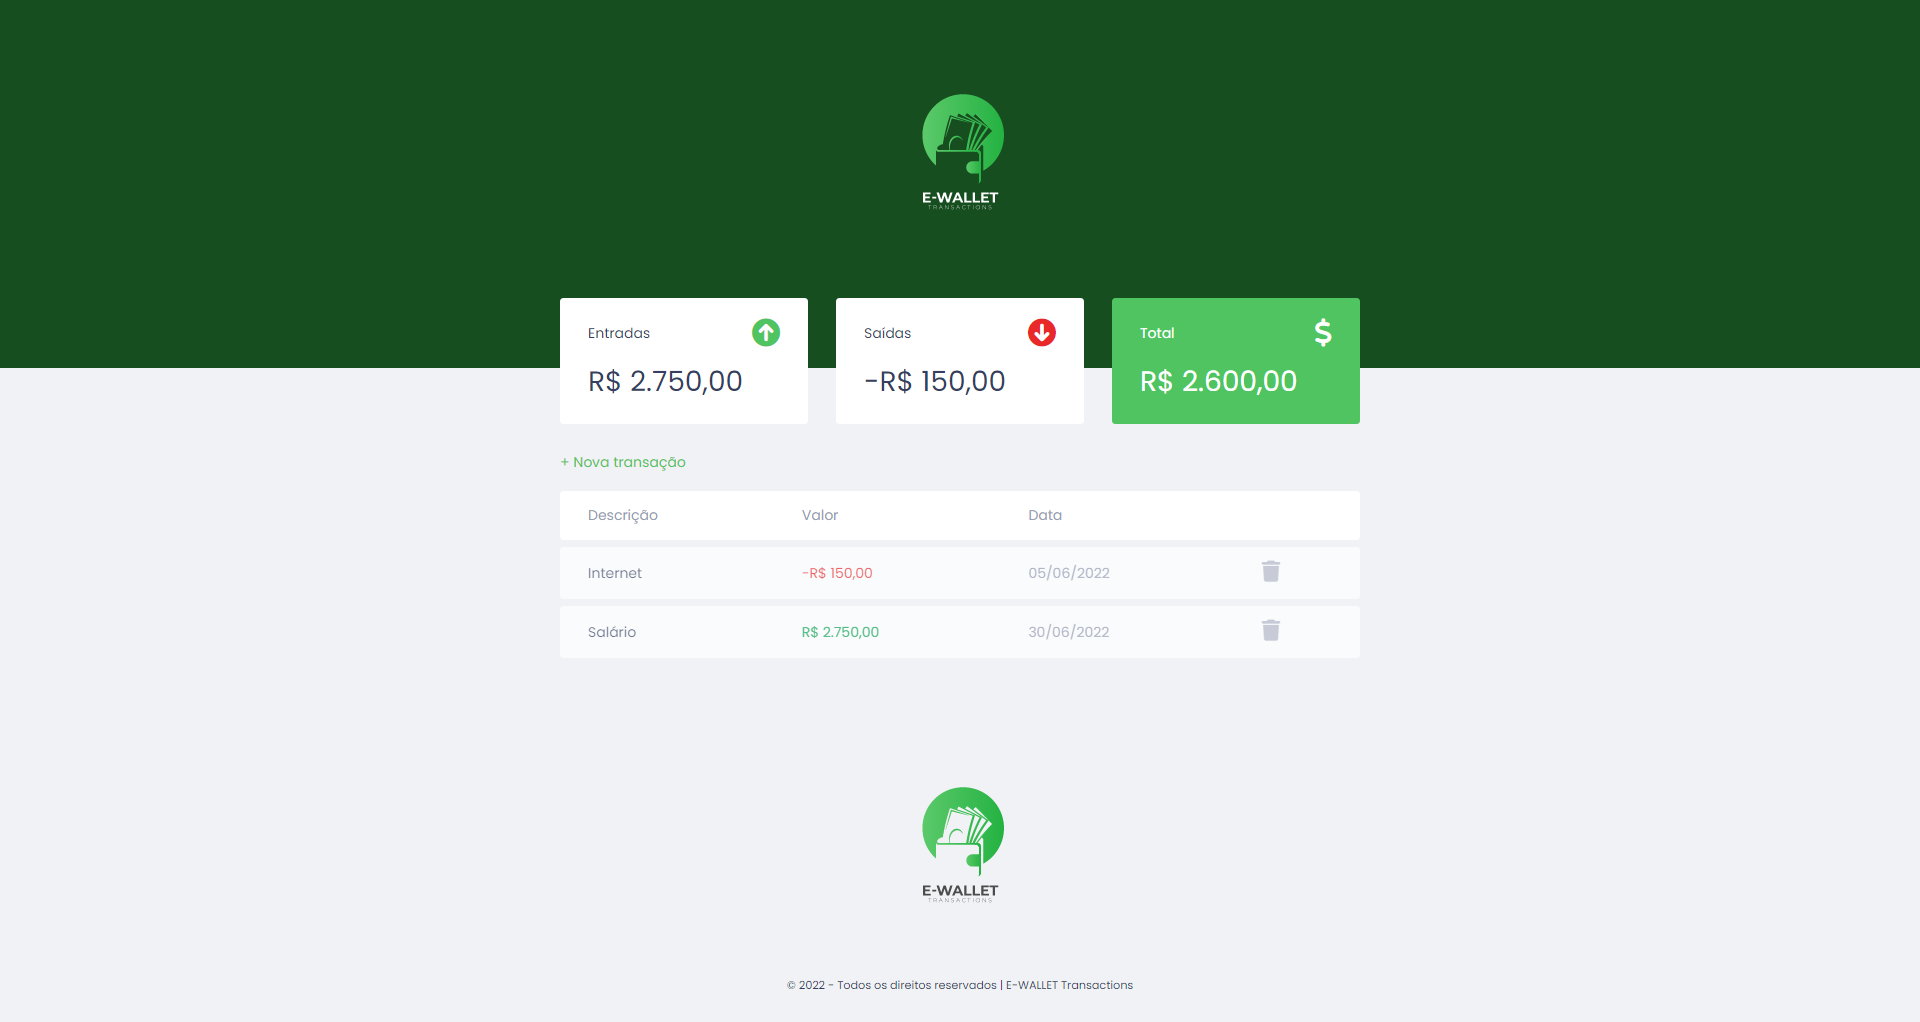 E-WALLET
TRANSACTIONS
Entradas
R$ 2.750,00
Saídas
-R$ 150,00
Total
R$ 2.600,00
+ Nova transação
Descrição Valor Data
Internet -R$ 150,00 05/06/2022
Salário R$ 2.750,00 30/06/2022
E-WALLET
TRANSACTIONS
© 2022 - Todos os direitos reservados | E-WALLET Transactions